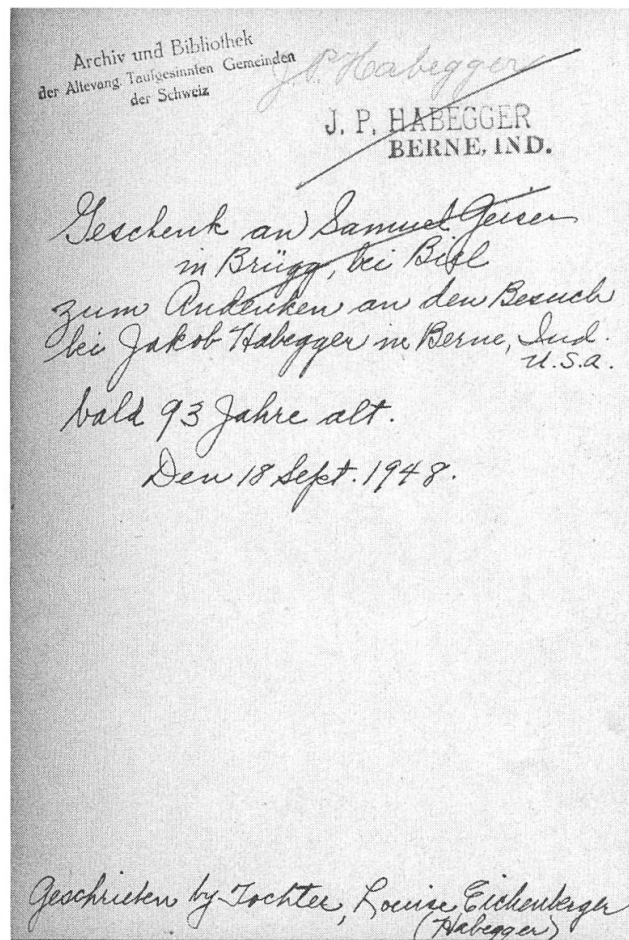 Archiv und Bibliothek
der Altevang. Taufgesinnten Gemeinden
der Schweiz
J. P. Habegger
J. P. HABEGGER
BERNE, IND.
Geschenk an Samuel Geiser
in Brügg, bei Biel
zum Andenken an den Besuch
bei Jakob Habegger in Berne, Ind.
U.S.A.
bald 93 Jahre alt.
Den 18 Sept. 1948.
Geschrieben by Tochter, Louise Eichenberger
(Habegger)